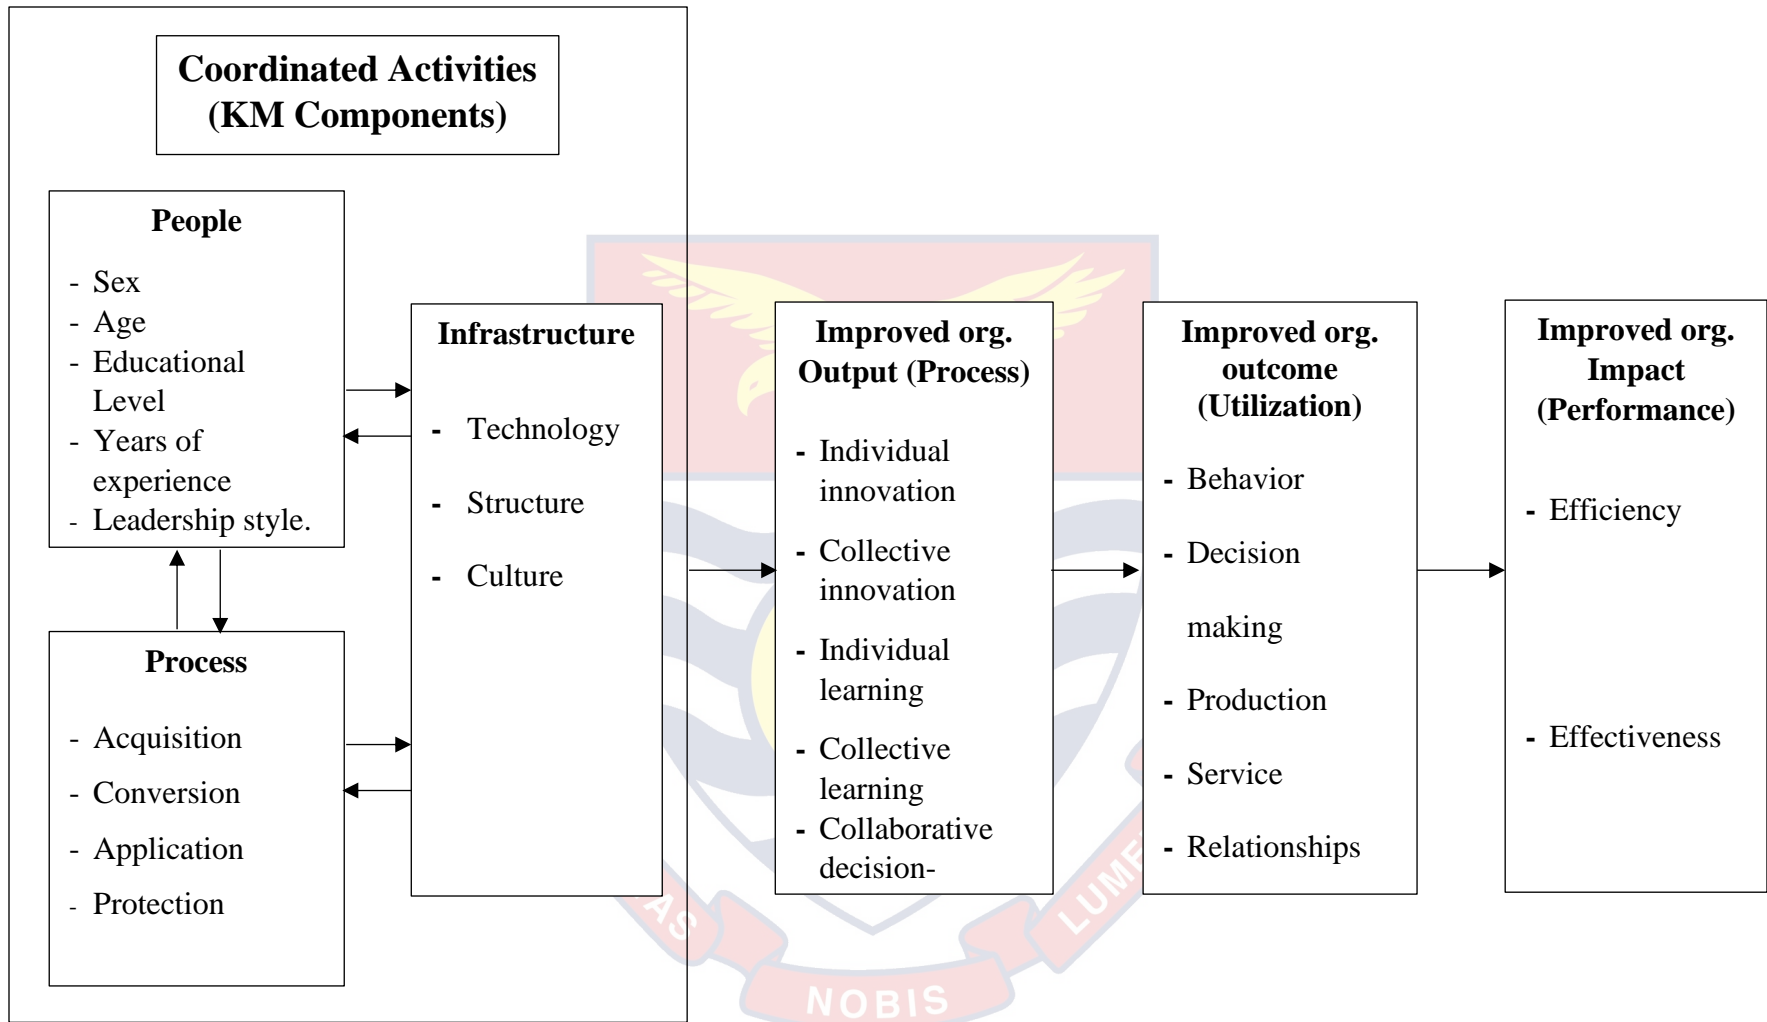 Coordinated Activities
(KM Components)
People
- Sex
- Age
- Educational
Level
- Years of
experience
- Leadership style.
Process
- Acquisition
- Conversion
- Application
- Protection
Infrastructure
- Technology
- Structure
- Culture
Improved org.
Output (Process)
- Individual
innovation
- Collective
innovation
- Individual
learning
- Collective
learning
- Collaborative
decision-
Improved org.
outcome
(Utilization)
- Behavior
- Decision
making
- Production
- Service
- Relationships
Improved org.
Impact
(Performance)
- Efficiency
- Effectiveness
NOBIS